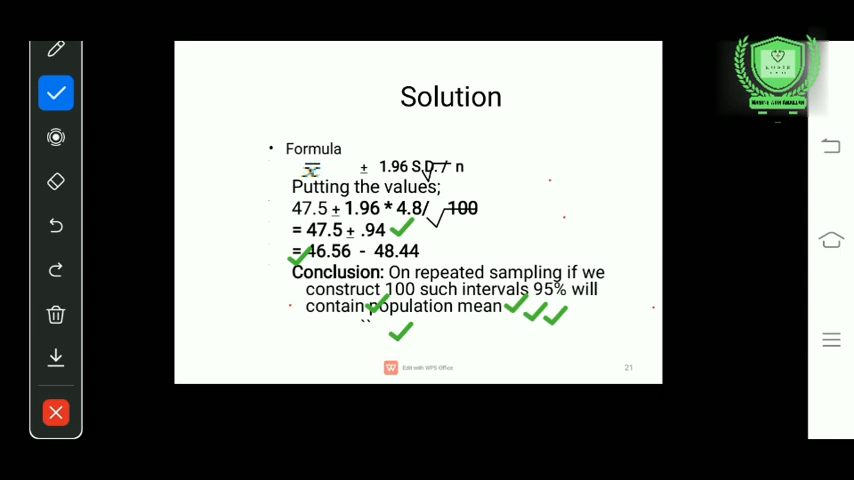 Solution
• Formula
x̅ ± 1.96 S.D. / √n
Putting the values;
47.5 ± 1.96 * 4.8/ √100
= 47.5 ± .94
= 46.56 - 48.44
Conclusion: On repeated sampling if we
construct 100 such intervals 95% will
contain population mean
``
Edit with WPS Office
21